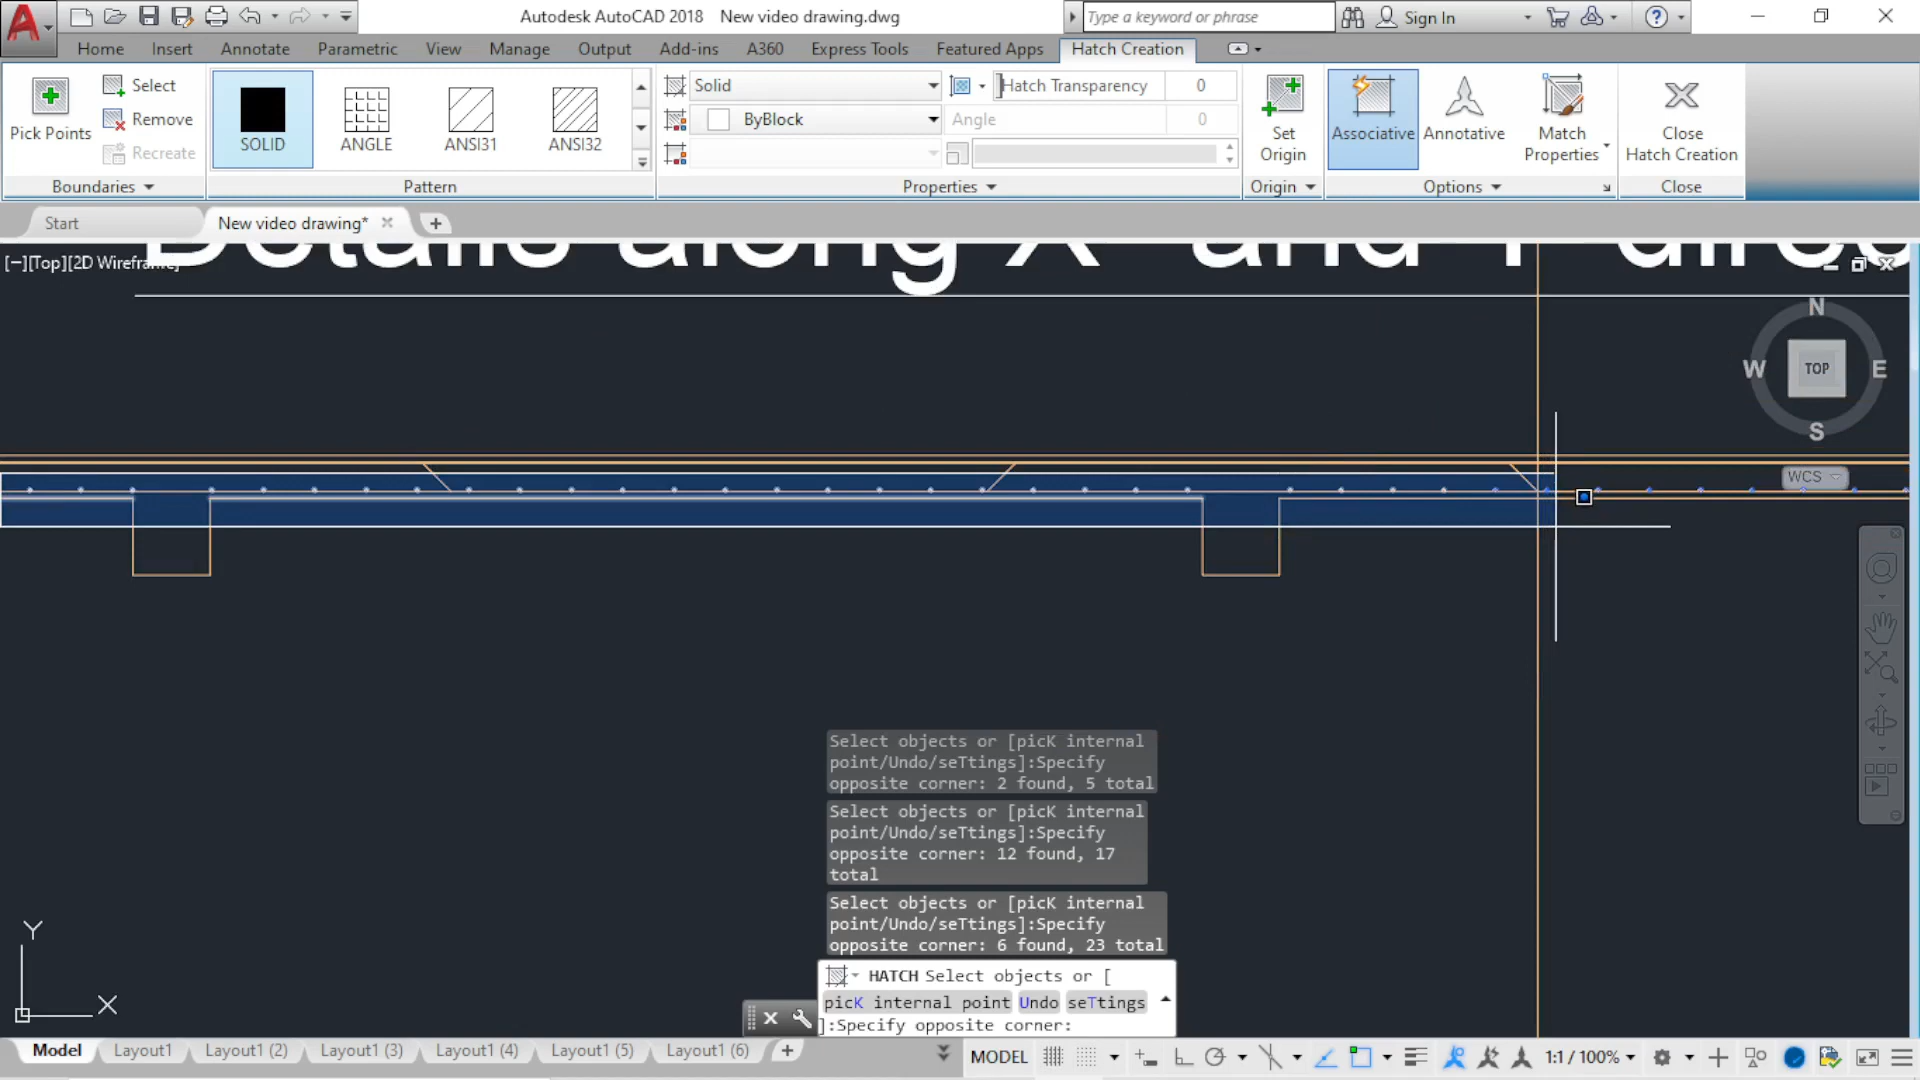 Autodesk AutoCAD 2018 New video drawing.dwg
Type a keyword or phrase
Sign In
Home Insert Annotate Parametric View Manage Output Add-ins A360 Express Tools Featured Apps Hatch Creation
Pick Points
Select
Remove
Recreate
SOLID ANGLE ANSI31 ANSI32
Solid
ByBlock
Hatch Transparency 0
Angle 0
Set
Origin
Associative
Annotative
Match
Properties
Close
Hatch Creation
Boundaries Pattern Properties Origin Options Close
Start New video drawing*
[−][Top][2D Wireframe]
Details along X and Y direc
N
W TOP E
S
WCS
Select objects or [picK internal
point/Undo/seTtings]:Specify
opposite corner: 2 found, 5 total
Select objects or [picK internal
point/Undo/seTtings]:Specify
opposite corner: 12 found, 17
total
Select objects or [picK internal
point/Undo/seTtings]:Specify
opposite corner: 6 found, 23 total
HATCH Select objects or [
picK internal point Undo seTtings
]:Specify opposite corner:
Y
X
Model Layout1 Layout1 (2) Layout1 (3) Layout1 (4) Layout1 (5) Layout1 (6)
MODEL 1:1 / 100%